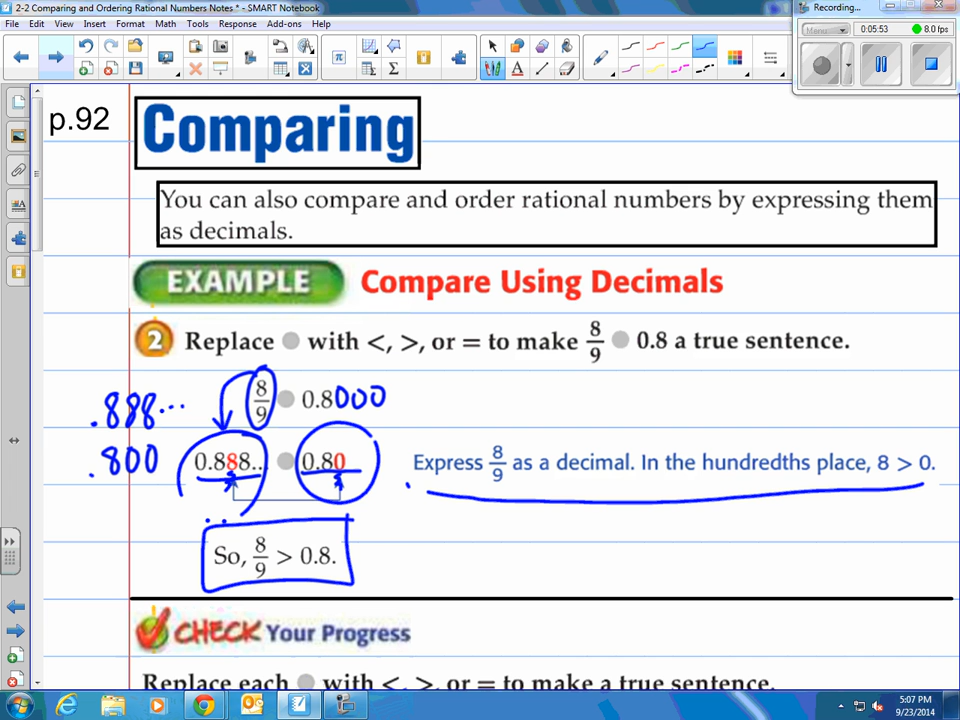 2-2 Comparing and Ordering Rational Numbers Notes * - SMART Notebook
Recording...
File Edit View Insert Format Math Tools Response Add-ons Help
Menu
0:05:53
8.0 fps
p.92
Comparing
You can also compare and order rational numbers by expressing them
as decimals.
EXAMPLE Compare Using Decimals
2 Replace ● with <, >, or = to make 8/9 ● 0.8 a true sentence.
.888... 8/9 ● 0.8000
.800 0.888... ● 0.80 Express 8/9 as a decimal. In the hundredths place, 8 > 0.
So, 8/9 > 0.8.
CHECK Your Progress
Replace each ● with <, >, or = to make a true sentence.
5:07 PM
9/23/2014